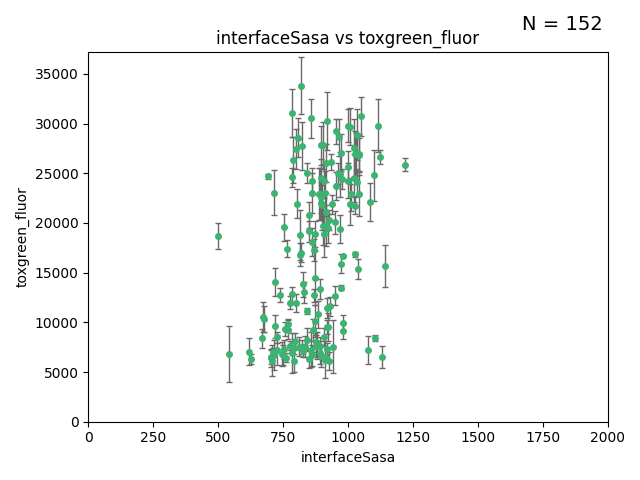 N = 152
interfaceSasa vs toxgreen_fluor
35000
30000
25000
20000
15000
10000
5000
0
toxgreen_fluor
0 250 500 750 1000 1250 1500 1750 2000
interfaceSasa